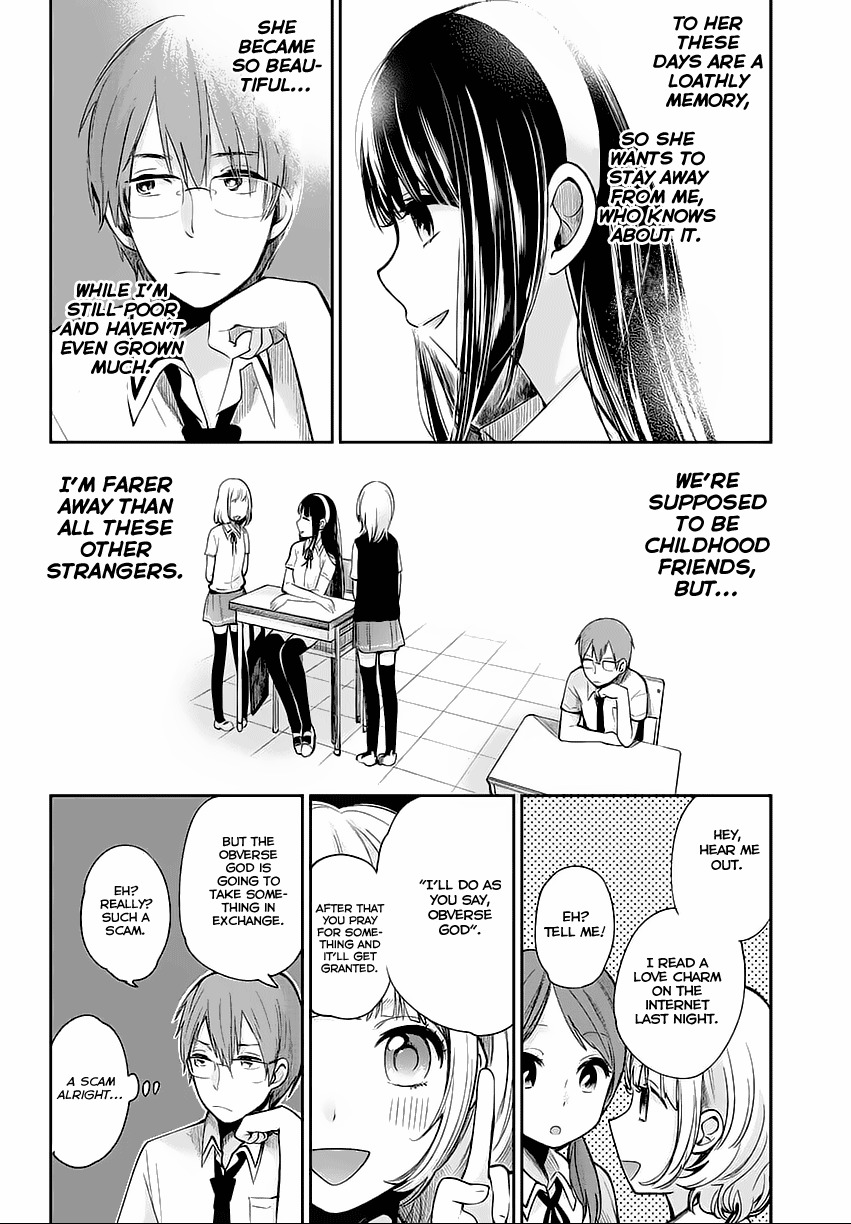 TO HER
THESE
DAYS ARE A
LOATHLY
MEMORY,
SO SHE
WANTS TO
STAY AWAY
FROM ME,
WHO KNOWS
ABOUT IT.
SHE
BECAME
SO BEAU-
TIFUL...
WHILE I'M
STILL POOR
AND HAVEN'T
EVEN GROWN
MUCH.
WE'RE
SUPPOSED
TO BE
CHILDHOOD
FRIENDS,
BUT...
I'M FARER
AWAY THAN
ALL THESE
OTHER
STRANGERS.
HEY,
HEAR ME
OUT.
I READ A
LOVE CHARM
ON THE
INTERNET
LAST NIGHT.
EH?
TELL ME!
"I'LL DO AS
YOU SAY,
OBVERSE
GOD".
AFTER THAT
YOU PRAY
FOR SOME-
THING AND
IT'LL GET
GRANTED.
BUT THE
OBVERSE
GOD IS
GOING TO
TAKE SOME-
THING IN
EXCHANGE.
EH?
REALLY?
SUCH A
SCAM.
A SCAM
ALRIGHT...